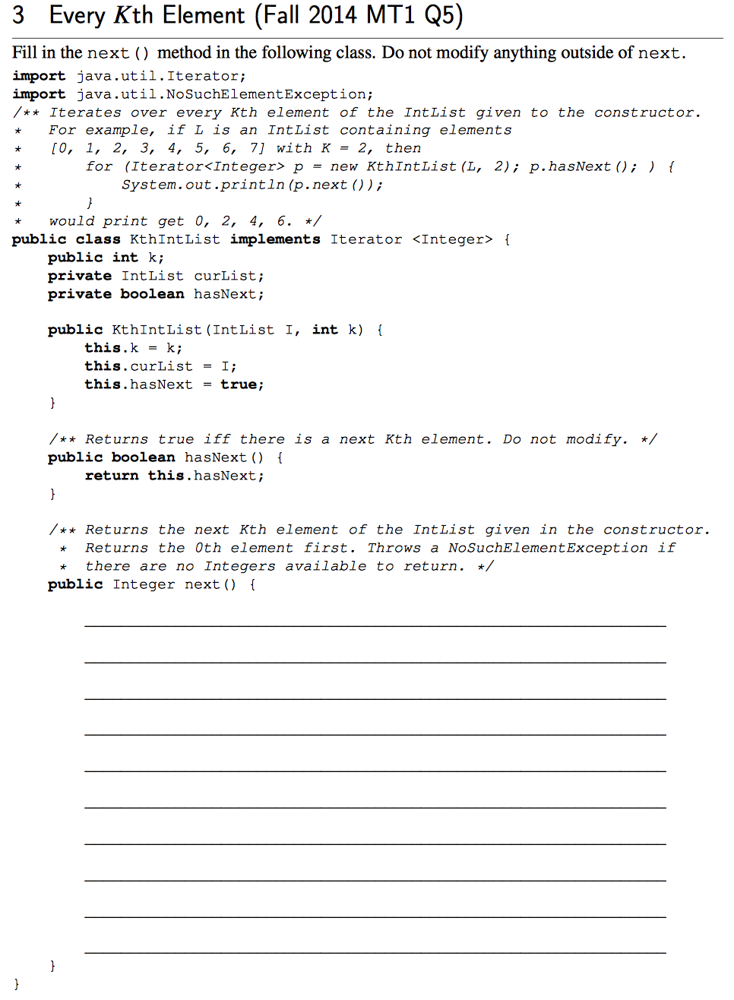 3 Every Kth Element (Fall 2014 MT1 Q5)
Fill in the next() method in the following class. Do not modify anything outside of next.
import java.util.Iterator;
import java.util.NoSuchElementException;
/** Iterates over every Kth element of the IntList given to the constructor.
*   For example, if L is an IntList containing elements
*   [0, 1, 2, 3, 4, 5, 6, 7] with K = 2, then
*       for (Iterator<Integer> p = new KthIntList(L, 2); p.hasNext(); ) {
*           System.out.println(p.next());
*       }
*   would print get 0, 2, 4, 6. */
public class KthIntList implements Iterator <Integer> {
    public int k;
    private IntList curList;
    private boolean hasNext;
    public KthIntList(IntList I, int k) {
        this.k = k;
        this.curList = I;
        this.hasNext = true;
    }
    /** Returns true iff there is a next Kth element. Do not modify. */
    public boolean hasNext() {
        return this.hasNext;
    }
    /** Returns the next Kth element of the IntList given in the constructor.
     *  Returns the 0th element first. Throws a NoSuchElementException if
     *  there are no Integers available to return. */
    public Integer next() {
    }
}